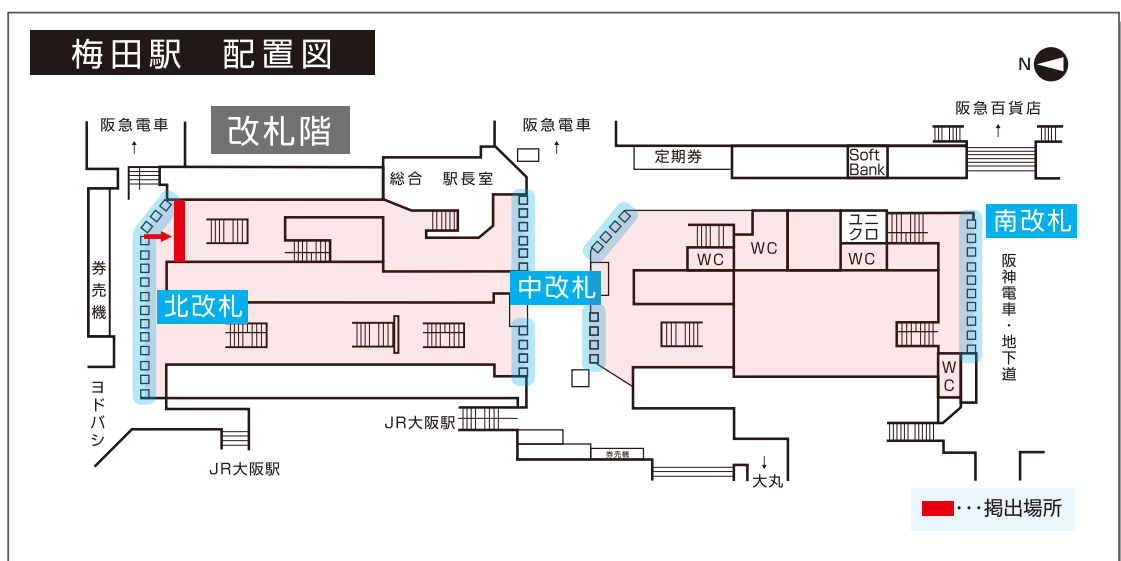 梅田駅 配置図
N
改札階
阪急電車
阪急電車
阪急百貨店
定期券
Soft
Bank
総合 駅長室
ユニ
クロ
南改札
WC
WC
WC
阪神電車・地下道
券売機
北改札
中改札
W
C
ヨドバシ
JR大阪駅
JR大阪駅
券売機
大丸
・・・掲出場所